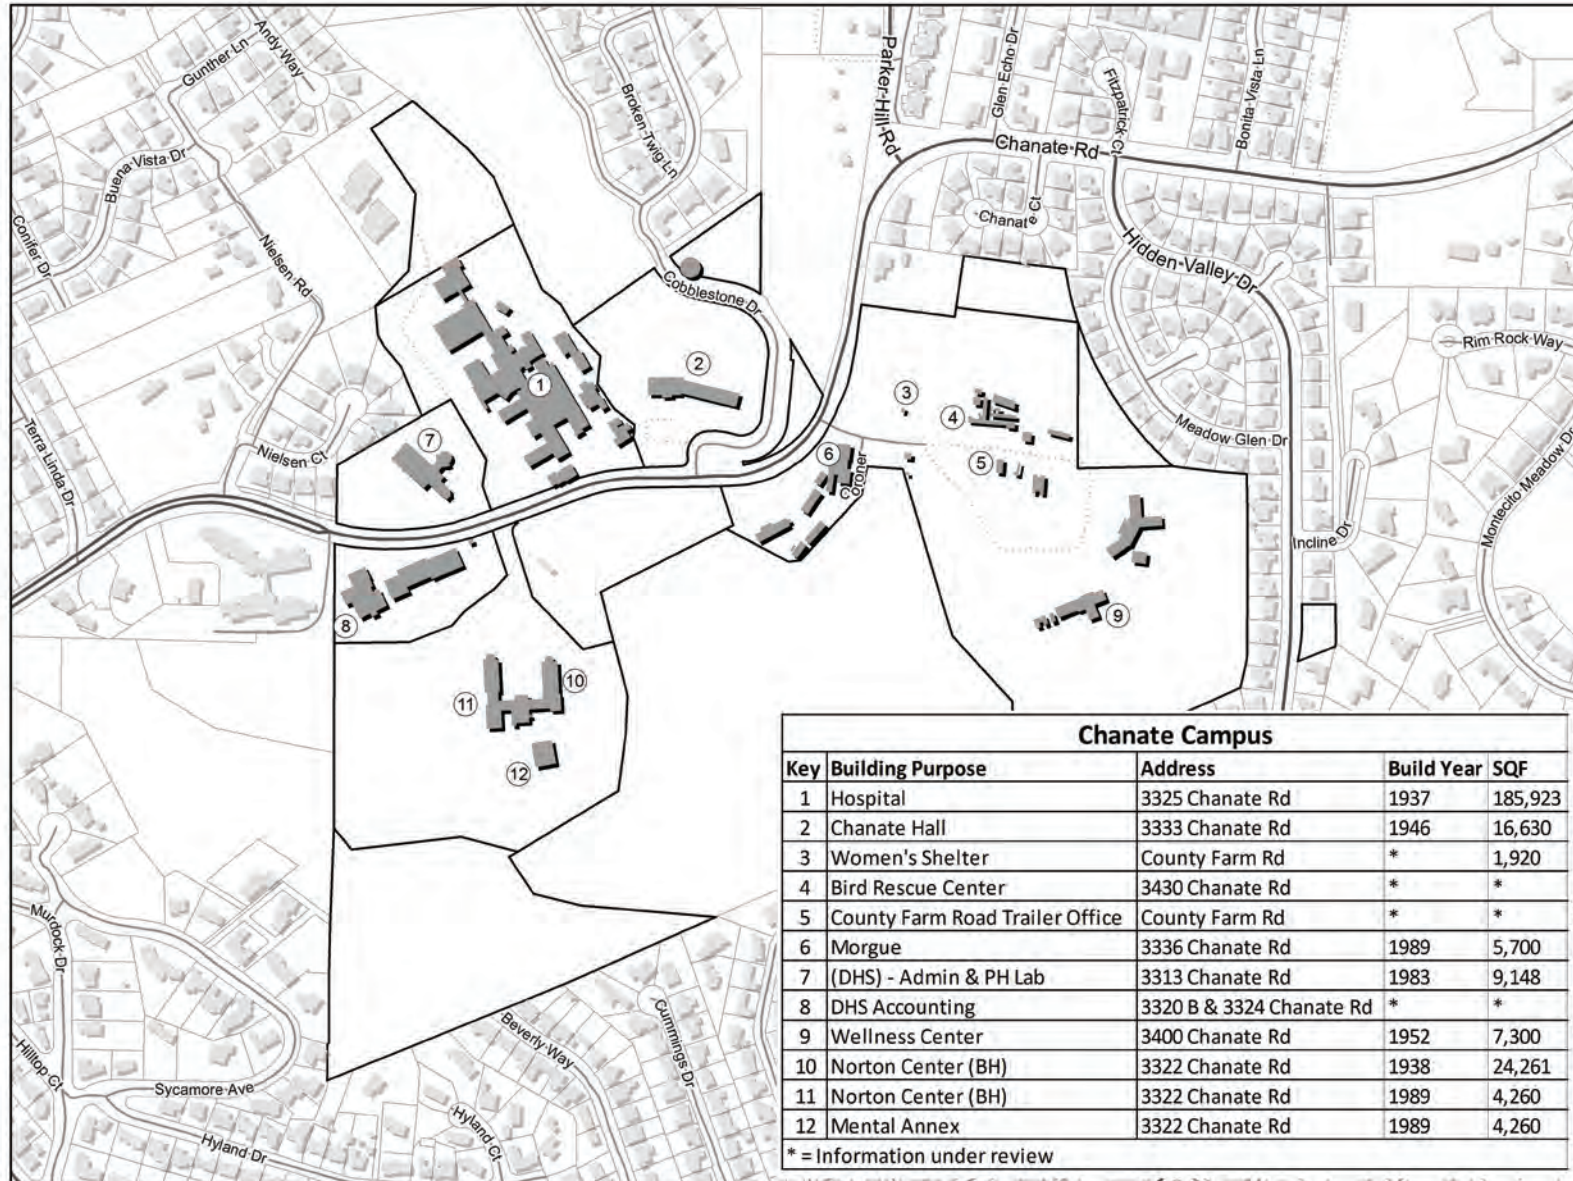 Andy Way
Gunther Ln
Buena Vista Dr
Conifer Dr
Nielsen Rd
Terra Linda Dr
Nielsen Ct
Broken Twig Ln
Cobblestone Dr
Parker Hill Rd
Glen Echo Dr
Fitzpatrick Ct
Bonita Vista Ln
Chanate Rd
Chanate Ct
Hidden Valley Dr
Rim Rock Way
Meadow Glen Dr
Montecito Meadow Dr
Incline Dr
Coroner
1
2
3
4
5
6
7
8
9
10
11
12
Murdock Dr
Hilltop Ct
Sycamore Ave
Hyland Dr
Hyland Ct
Beverly Way
Cummings Dr
Chanate Campus
Key Building Purpose Address Build Year SQF
1 Hospital 3325 Chanate Rd 1937 185,923
2 Chanate Hall 3333 Chanate Rd 1946 16,630
3 Women's Shelter County Farm Rd * 1,920
4 Bird Rescue Center 3430 Chanate Rd * *
5 County Farm Road Trailer Office County Farm Rd * *
6 Morgue 3336 Chanate Rd 1989 5,700
7 (DHS) - Admin & PH Lab 3313 Chanate Rd 1983 9,148
8 DHS Accounting 3320 B & 3324 Chanate Rd * *
9 Wellness Center 3400 Chanate Rd 1952 7,300
10 Norton Center (BH) 3322 Chanate Rd 1938 24,261
11 Norton Center (BH) 3322 Chanate Rd 1989 4,260
12 Mental Annex 3322 Chanate Rd 1989 4,260
* = Information under review